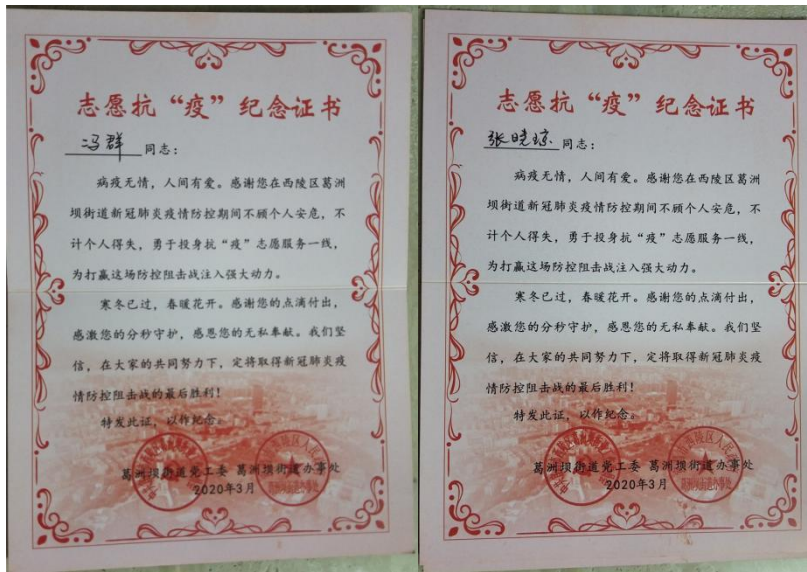 志愿抗“疫”纪念证书
冯群 同志：
病疫无情，人间有爱。感谢您在西陵区葛洲
坝街道新冠肺炎疫情防控期间不顾个人安危，不
计个人得失，勇于投身抗“疫”志愿服务一线，
为打赢这场防控阻击战注入强大动力。
寒冬已过，春暖花开。感谢您的点滴付出，
感激您的分秒守护，感恩您的无私奉献。我们坚
信，在大家的共同努力下，定将取得新冠肺炎疫
情防控阻击战的最后胜利！
特发此证，以作纪念。
葛洲坝街道党工委 葛洲坝街道办事处
2020年3月
志愿抗“疫”纪念证书
张晓琼 同志：
病疫无情，人间有爱。感谢您在西陵区葛洲
坝街道新冠肺炎疫情防控期间不顾个人安危，不
计个人得失，勇于投身抗“疫”志愿服务一线，
为打赢这场防控阻击战注入强大动力。
寒冬已过，春暖花开。感谢您的点滴付出，
感激您的分秒守护，感恩您的无私奉献。我们坚
信，在大家的共同努力下，定将取得新冠肺炎疫
情防控阻击战的最后胜利！
特发此证，以作纪念。
葛洲坝街道党工委 葛洲坝街道办事处
2020年3月